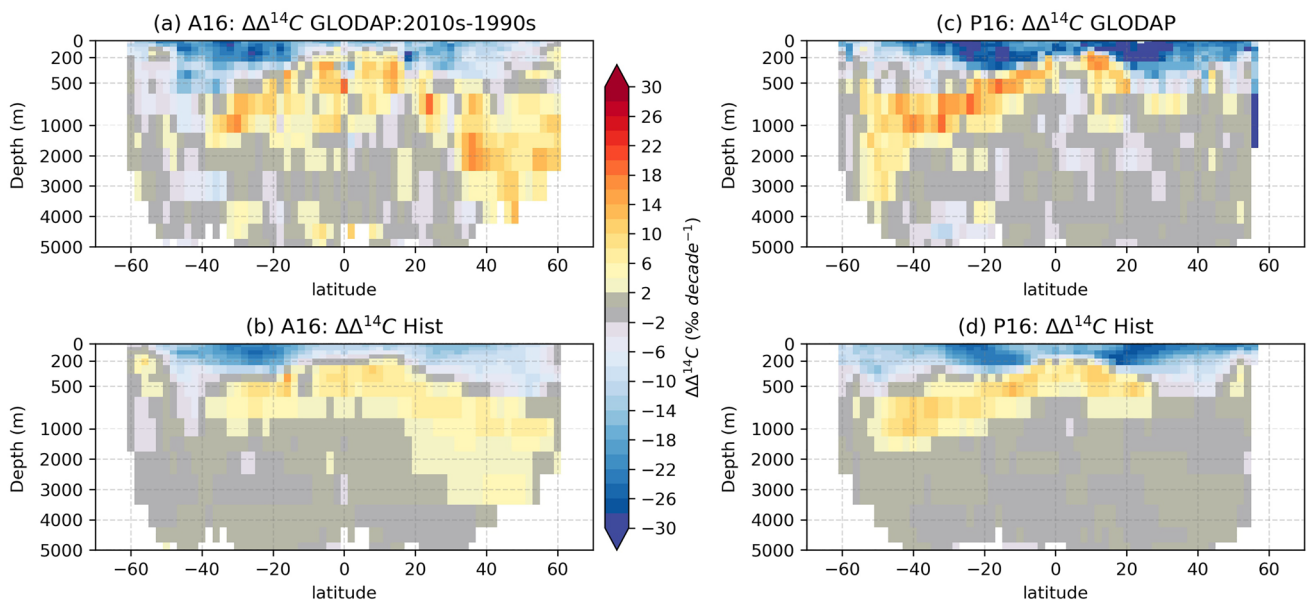 (a) A16: ΔΔ¹⁴C GLODAP:2010s-1990s
0
200
500
1000
2000
3000
4000
5000
Depth (m)
−60 −40 −20 0 20 40 60
latitude
(b) A16: ΔΔ¹⁴C Hist
0
200
500
1000
2000
3000
4000
5000
Depth (m)
−60 −40 −20 0 20 40 60
latitude
30
26
22
18
14
10
6
2
−2
−6
−10
−14
−18
−22
−26
−30
ΔΔ¹⁴C (‰ decade⁻¹)
(c) P16: ΔΔ¹⁴C GLODAP
0
200
500
1000
2000
3000
4000
5000
Depth (m)
−60 −40 −20 0 20 40 60
latitude
(d) P16: ΔΔ¹⁴C Hist
0
200
500
1000
2000
3000
4000
5000
Depth (m)
−60 −40 −20 0 20 40 60
latitude